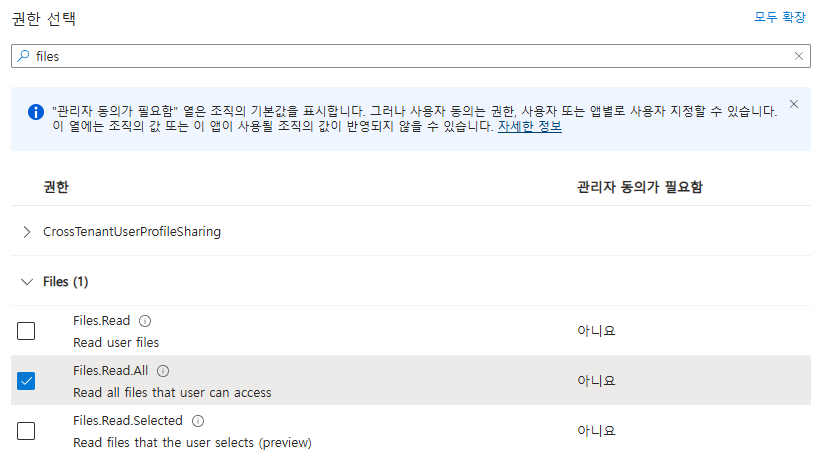 권한 선택
모두 확장
files
"관리자 동의가 필요함" 열은 조직의 기본값을 표시합니다. 그러나 사용자 동의는 권한, 사용자 또는 앱별로 사용자 지정할 수 있습니다.
이 열에는 조직의 값 또는 이 앱이 사용될 조직의 값이 반영되지 않을 수 있습니다. 자세한 정보
권한
관리자 동의가 필요함
CrossTenantUserProfileSharing
Files (1)
Files.Read
Read user files
아니요
Files.Read.All
Read all files that user can access
아니요
Files.Read.Selected
Read files that the user selects (preview)
아니요